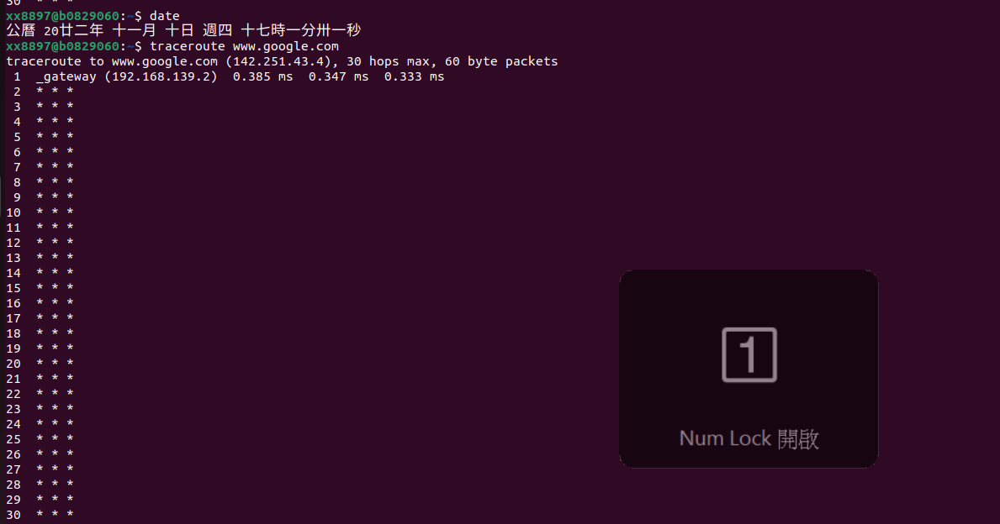 30  * * *
xx8897@b0829060:~$ date
公曆 20廿二年 十一月 十日 週四 十七時一分卅一秒
xx8897@b0829060:~$ traceroute www.google.com
traceroute to www.google.com (142.251.43.4), 30 hops max, 60 byte packets
 1  _gateway (192.168.139.2)  0.385 ms  0.347 ms  0.333 ms
 2  * * *
 3  * * *
 4  * * *
 5  * * *
 6  * * *
 7  * * *
 8  * * *
 9  * * *
10  * * *
11  * * *
12  * * *
13  * * *
14  * * *
15  * * *
16  * * *
17  * * *
18  * * *
19  * * *
20  * * *
21  * * *
22  * * *
23  * * *
24  * * *
25  * * *
26  * * *
27  * * *
28  * * *
29  * * *
30  * * *
1
Num Lock 開啟